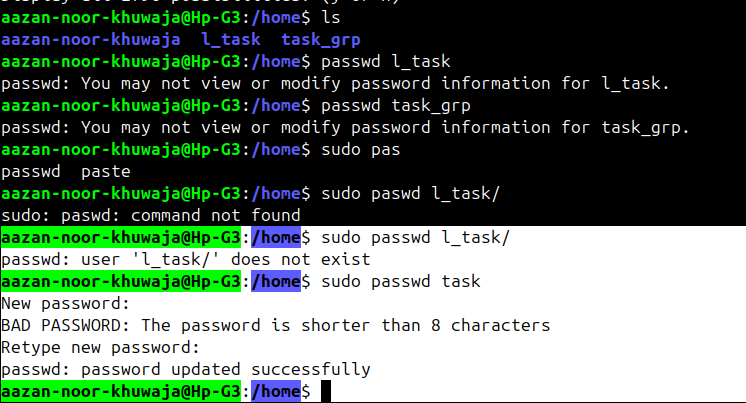 aazan-noor-khuwaja@Hp-G3:/home$ ls
aazan-noor-khuwaja  l_task  task_grp
aazan-noor-khuwaja@Hp-G3:/home$ passwd l_task
passwd: You may not view or modify password information for l_task.
aazan-noor-khuwaja@Hp-G3:/home$ passwd task_grp
passwd: You may not view or modify password information for task_grp.
aazan-noor-khuwaja@Hp-G3:/home$ sudo pas
passwd  paste
aazan-noor-khuwaja@Hp-G3:/home$ sudo paswd l_task/
sudo: paswd: command not found
aazan-noor-khuwaja@Hp-G3:/home$ sudo passwd l_task/
passwd: user 'l_task/' does not exist
aazan-noor-khuwaja@Hp-G3:/home$ sudo passwd task
New password:
BAD PASSWORD: The password is shorter than 8 characters
Retype new password:
passwd: password updated successfully
aazan-noor-khuwaja@Hp-G3:/home$